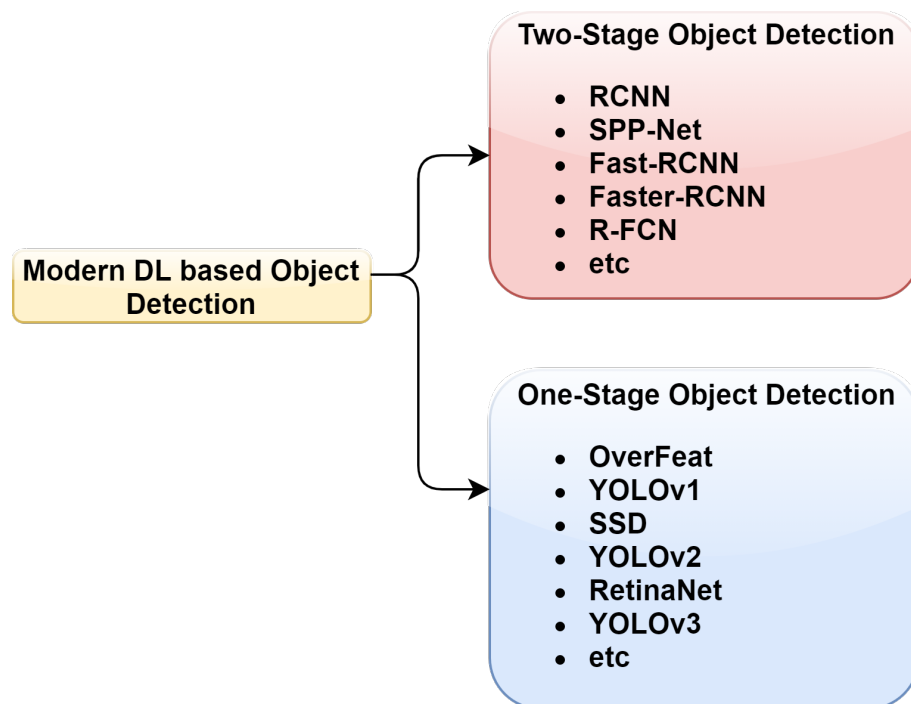 Two-Stage Object Detection
• RCNN
• SPP-Net
• Fast-RCNN
• Faster-RCNN
• R-FCN
• etc
Modern DL based Object
Detection
One-Stage Object Detection
• OverFeat
• YOLOv1
• SSD
• YOLOv2
• RetinaNet
• YOLOv3
• etc